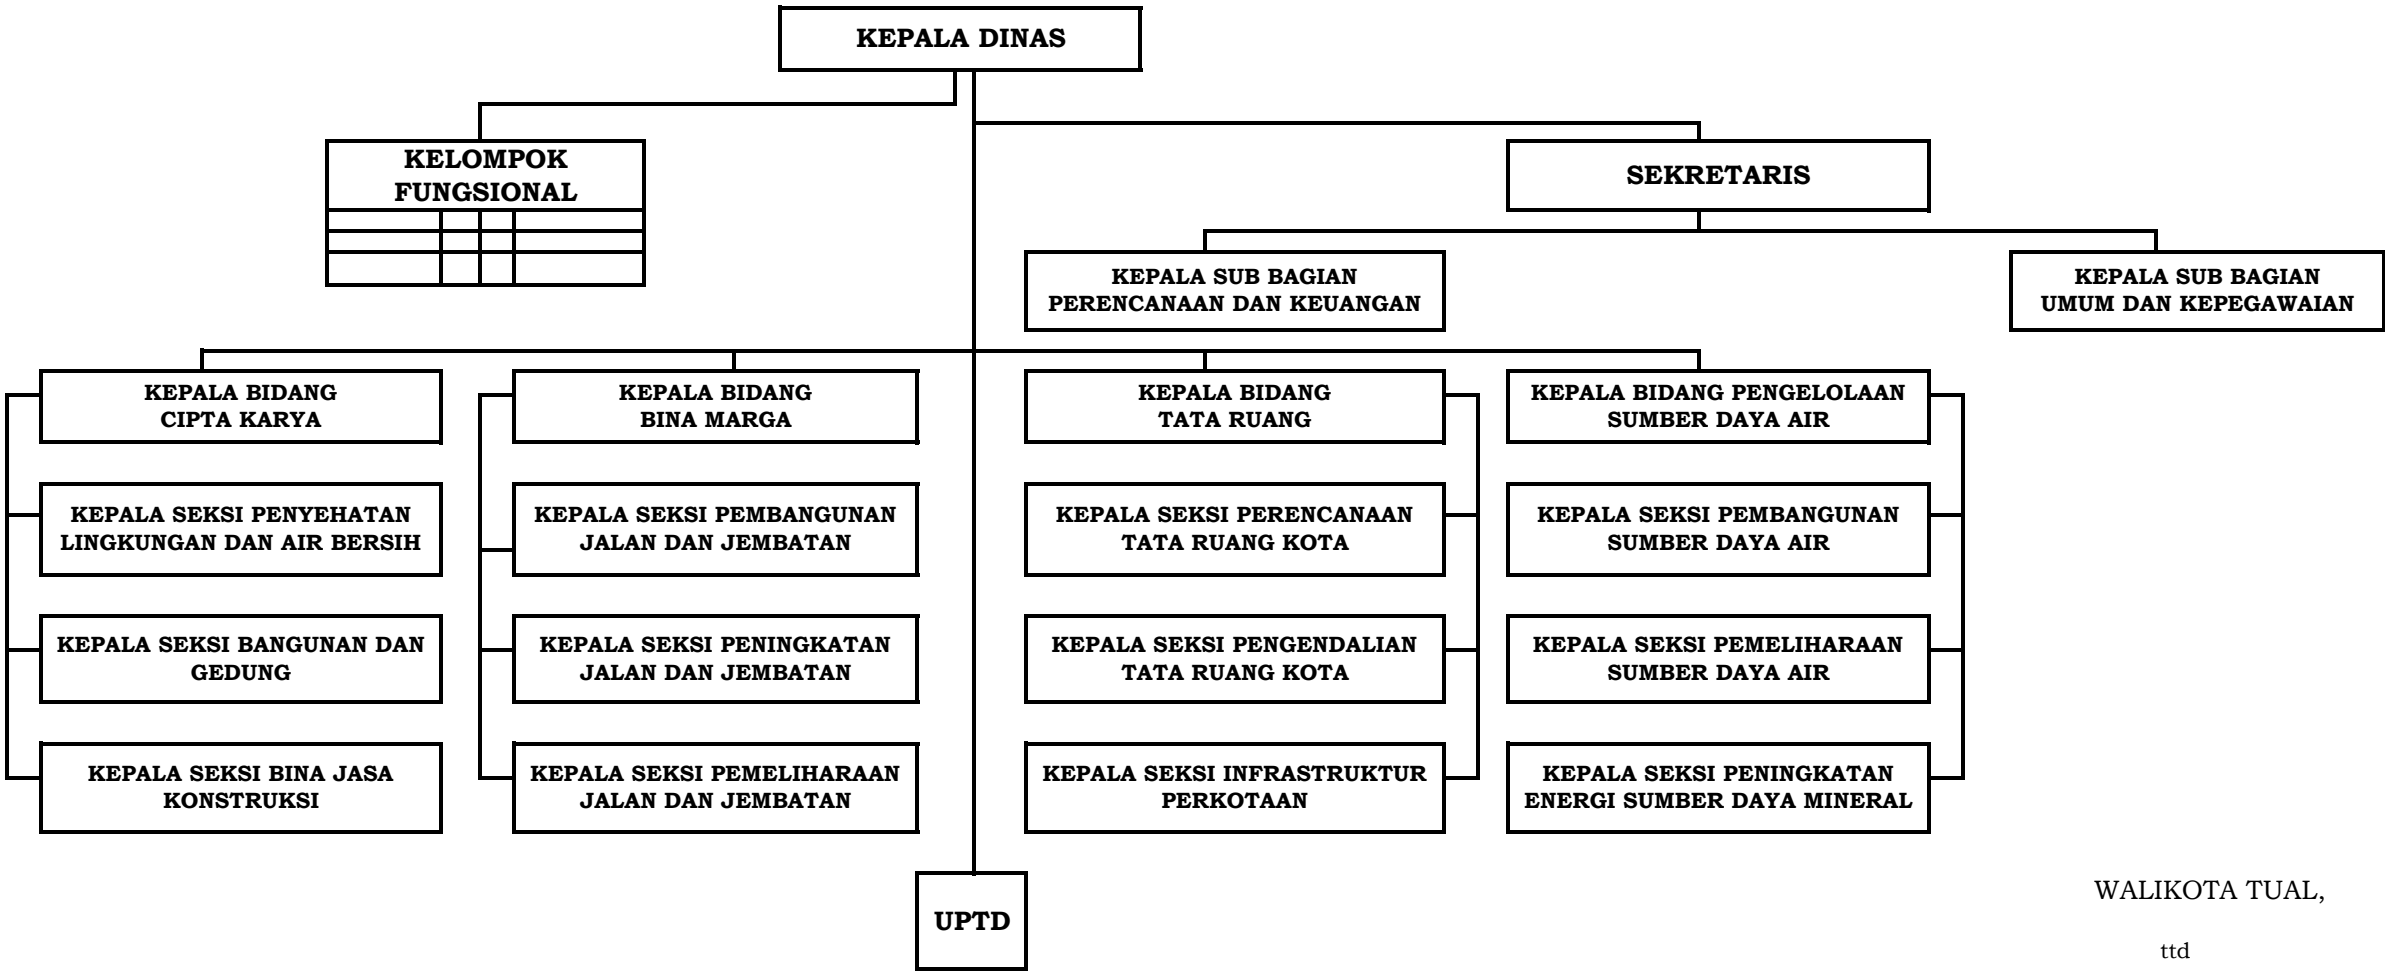 KEPALA DINAS
KELOMPOK
FUNGSIONAL
SEKRETARIS
KEPALA SUB BAGIAN
PERENCANAAN DAN KEUANGAN
KEPALA SUB BAGIAN
UMUM DAN KEPEGAWAIAN
KEPALA BIDANG
CIPTA KARYA
KEPALA BIDANG
BINA MARGA
KEPALA BIDANG
TATA RUANG
KEPALA BIDANG PENGELOLAAN
SUMBER DAYA AIR
KEPALA SEKSI PENYEHATAN
LINGKUNGAN DAN AIR BERSIH
KEPALA SEKSI PEMBANGUNAN
JALAN DAN JEMBATAN
KEPALA SEKSI PERENCANAAN
TATA RUANG KOTA
KEPALA SEKSI PEMBANGUNAN
SUMBER DAYA AIR
KEPALA SEKSI BANGUNAN DAN
GEDUNG
KEPALA SEKSI PENINGKATAN
JALAN DAN JEMBATAN
KEPALA SEKSI PENGENDALIAN
TATA RUANG KOTA
KEPALA SEKSI PEMELIHARAAN
SUMBER DAYA AIR
KEPALA SEKSI BINA JASA
KONSTRUKSI
KEPALA SEKSI PEMELIHARAAN
JALAN DAN JEMBATAN
KEPALA SEKSI INFRASTRUKTUR
PERKOTAAN
KEPALA SEKSI PENINGKATAN
ENERGI SUMBER DAYA MINERAL
UPTD
WALIKOTA TUAL,
ttd